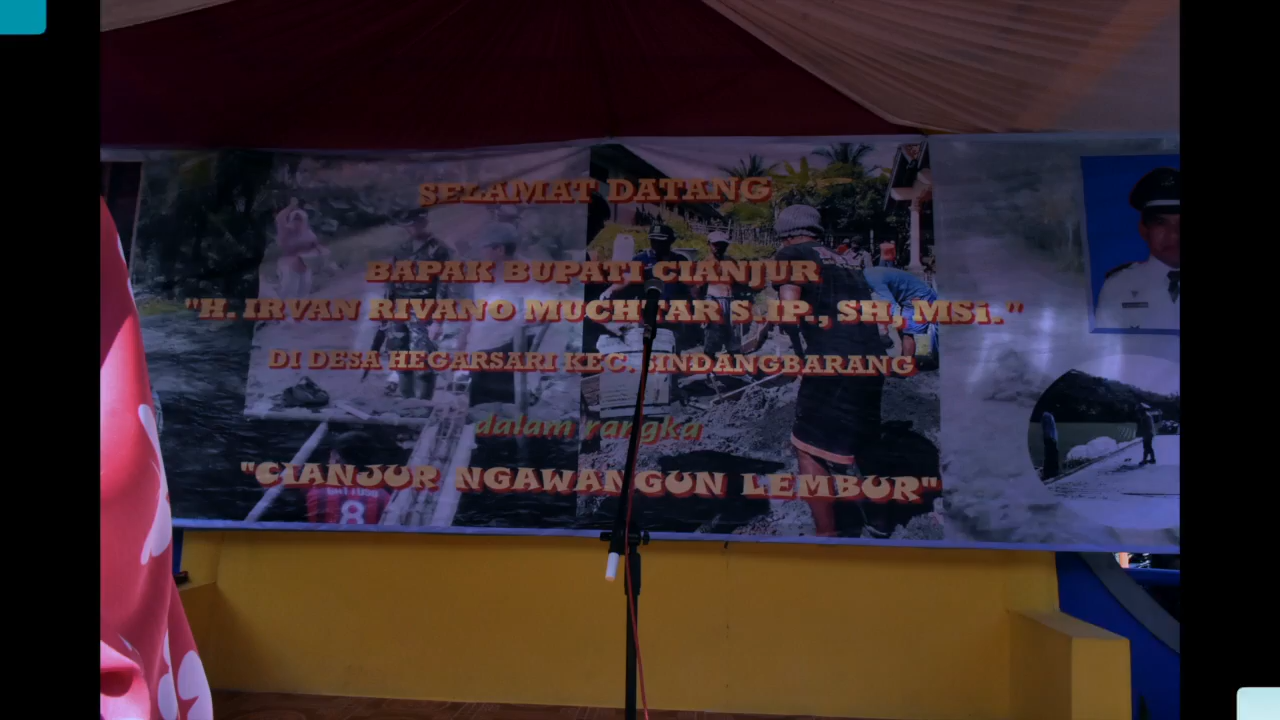 SELAMAT DATANG
BAPAK BUPATI CIANJUR
"H. IRVAN RIVANO MUCHTAR S.IP., SH, MSi."
DI DESA HEGARSARI KEC. SINDANGBARANG
dalam rangka
"CIANJUR NGAWANGUN LEMBUR"
8